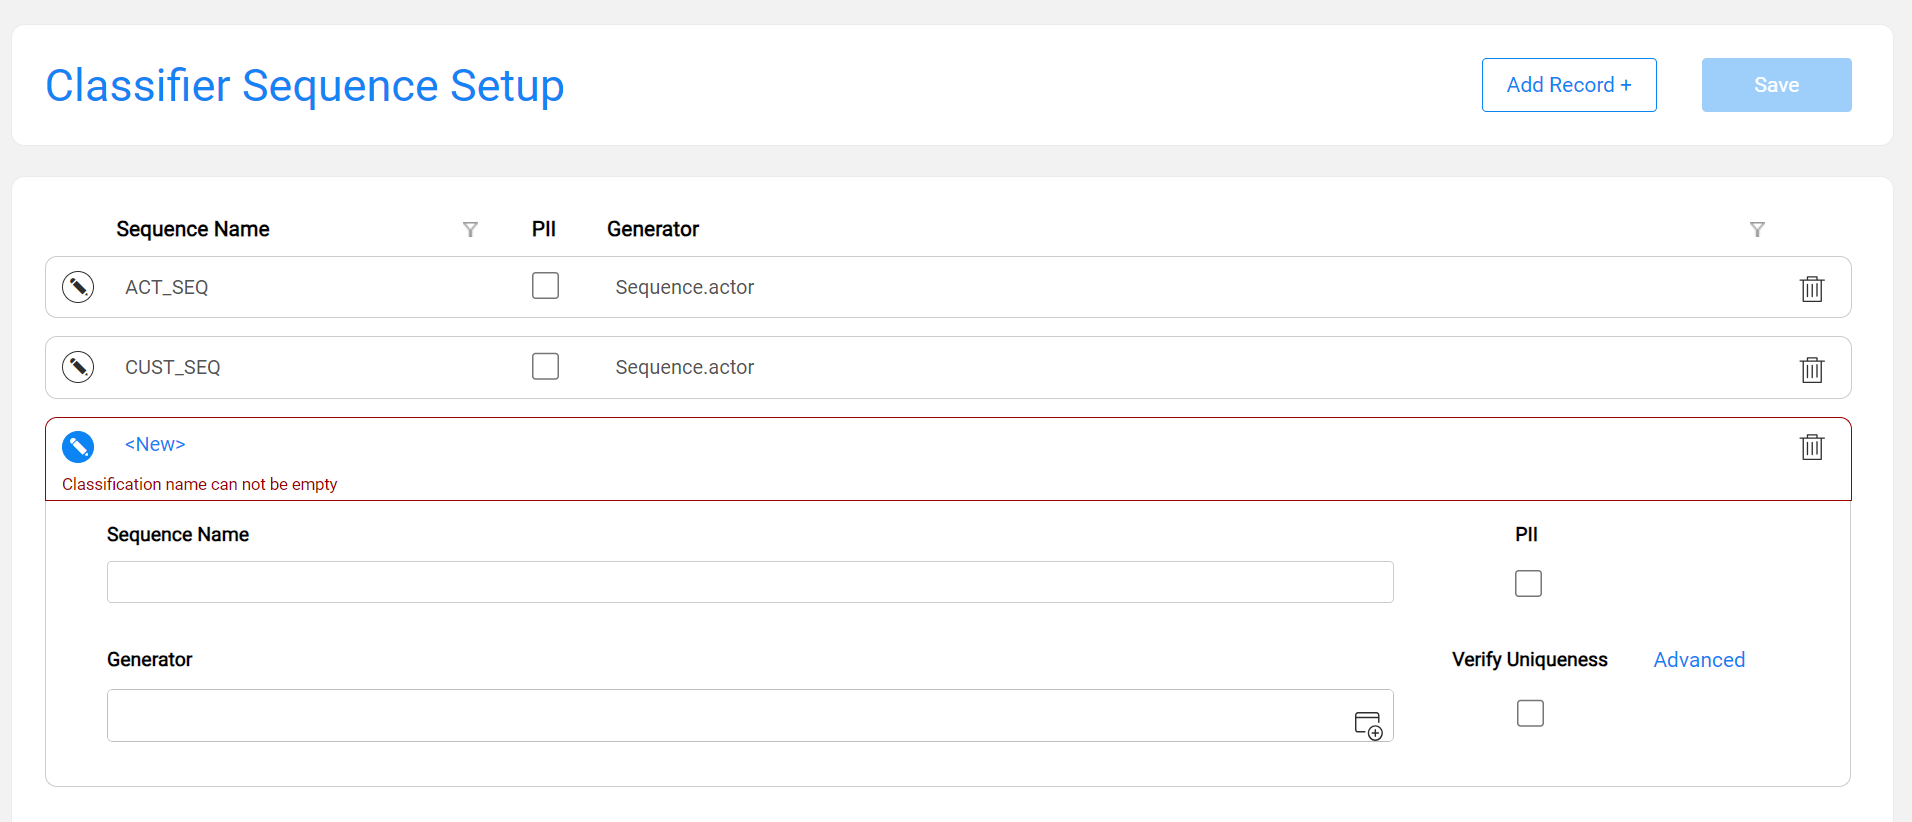 Classifier Sequence Setup
Add Record +
Save
Sequence Name PII Generator
ACT_SEQ Sequence.actor
CUST_SEQ Sequence.actor
<New>
Classification name can not be empty
Sequence Name PII
Generator Verify Uniqueness Advanced